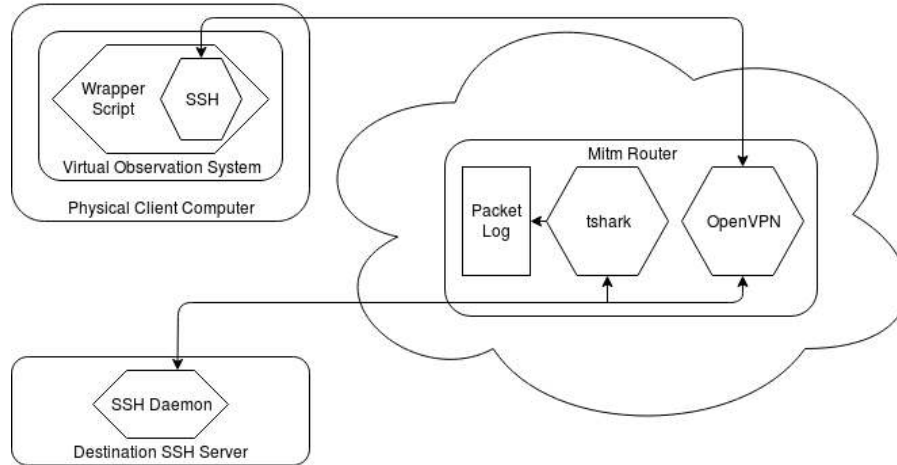 Wrapper
Script
SSH
Virtual Observation System
Physical Client Computer
Mitm Router
Packet
Log
tshark
OpenVPN
SSH Daemon
Destination SSH Server